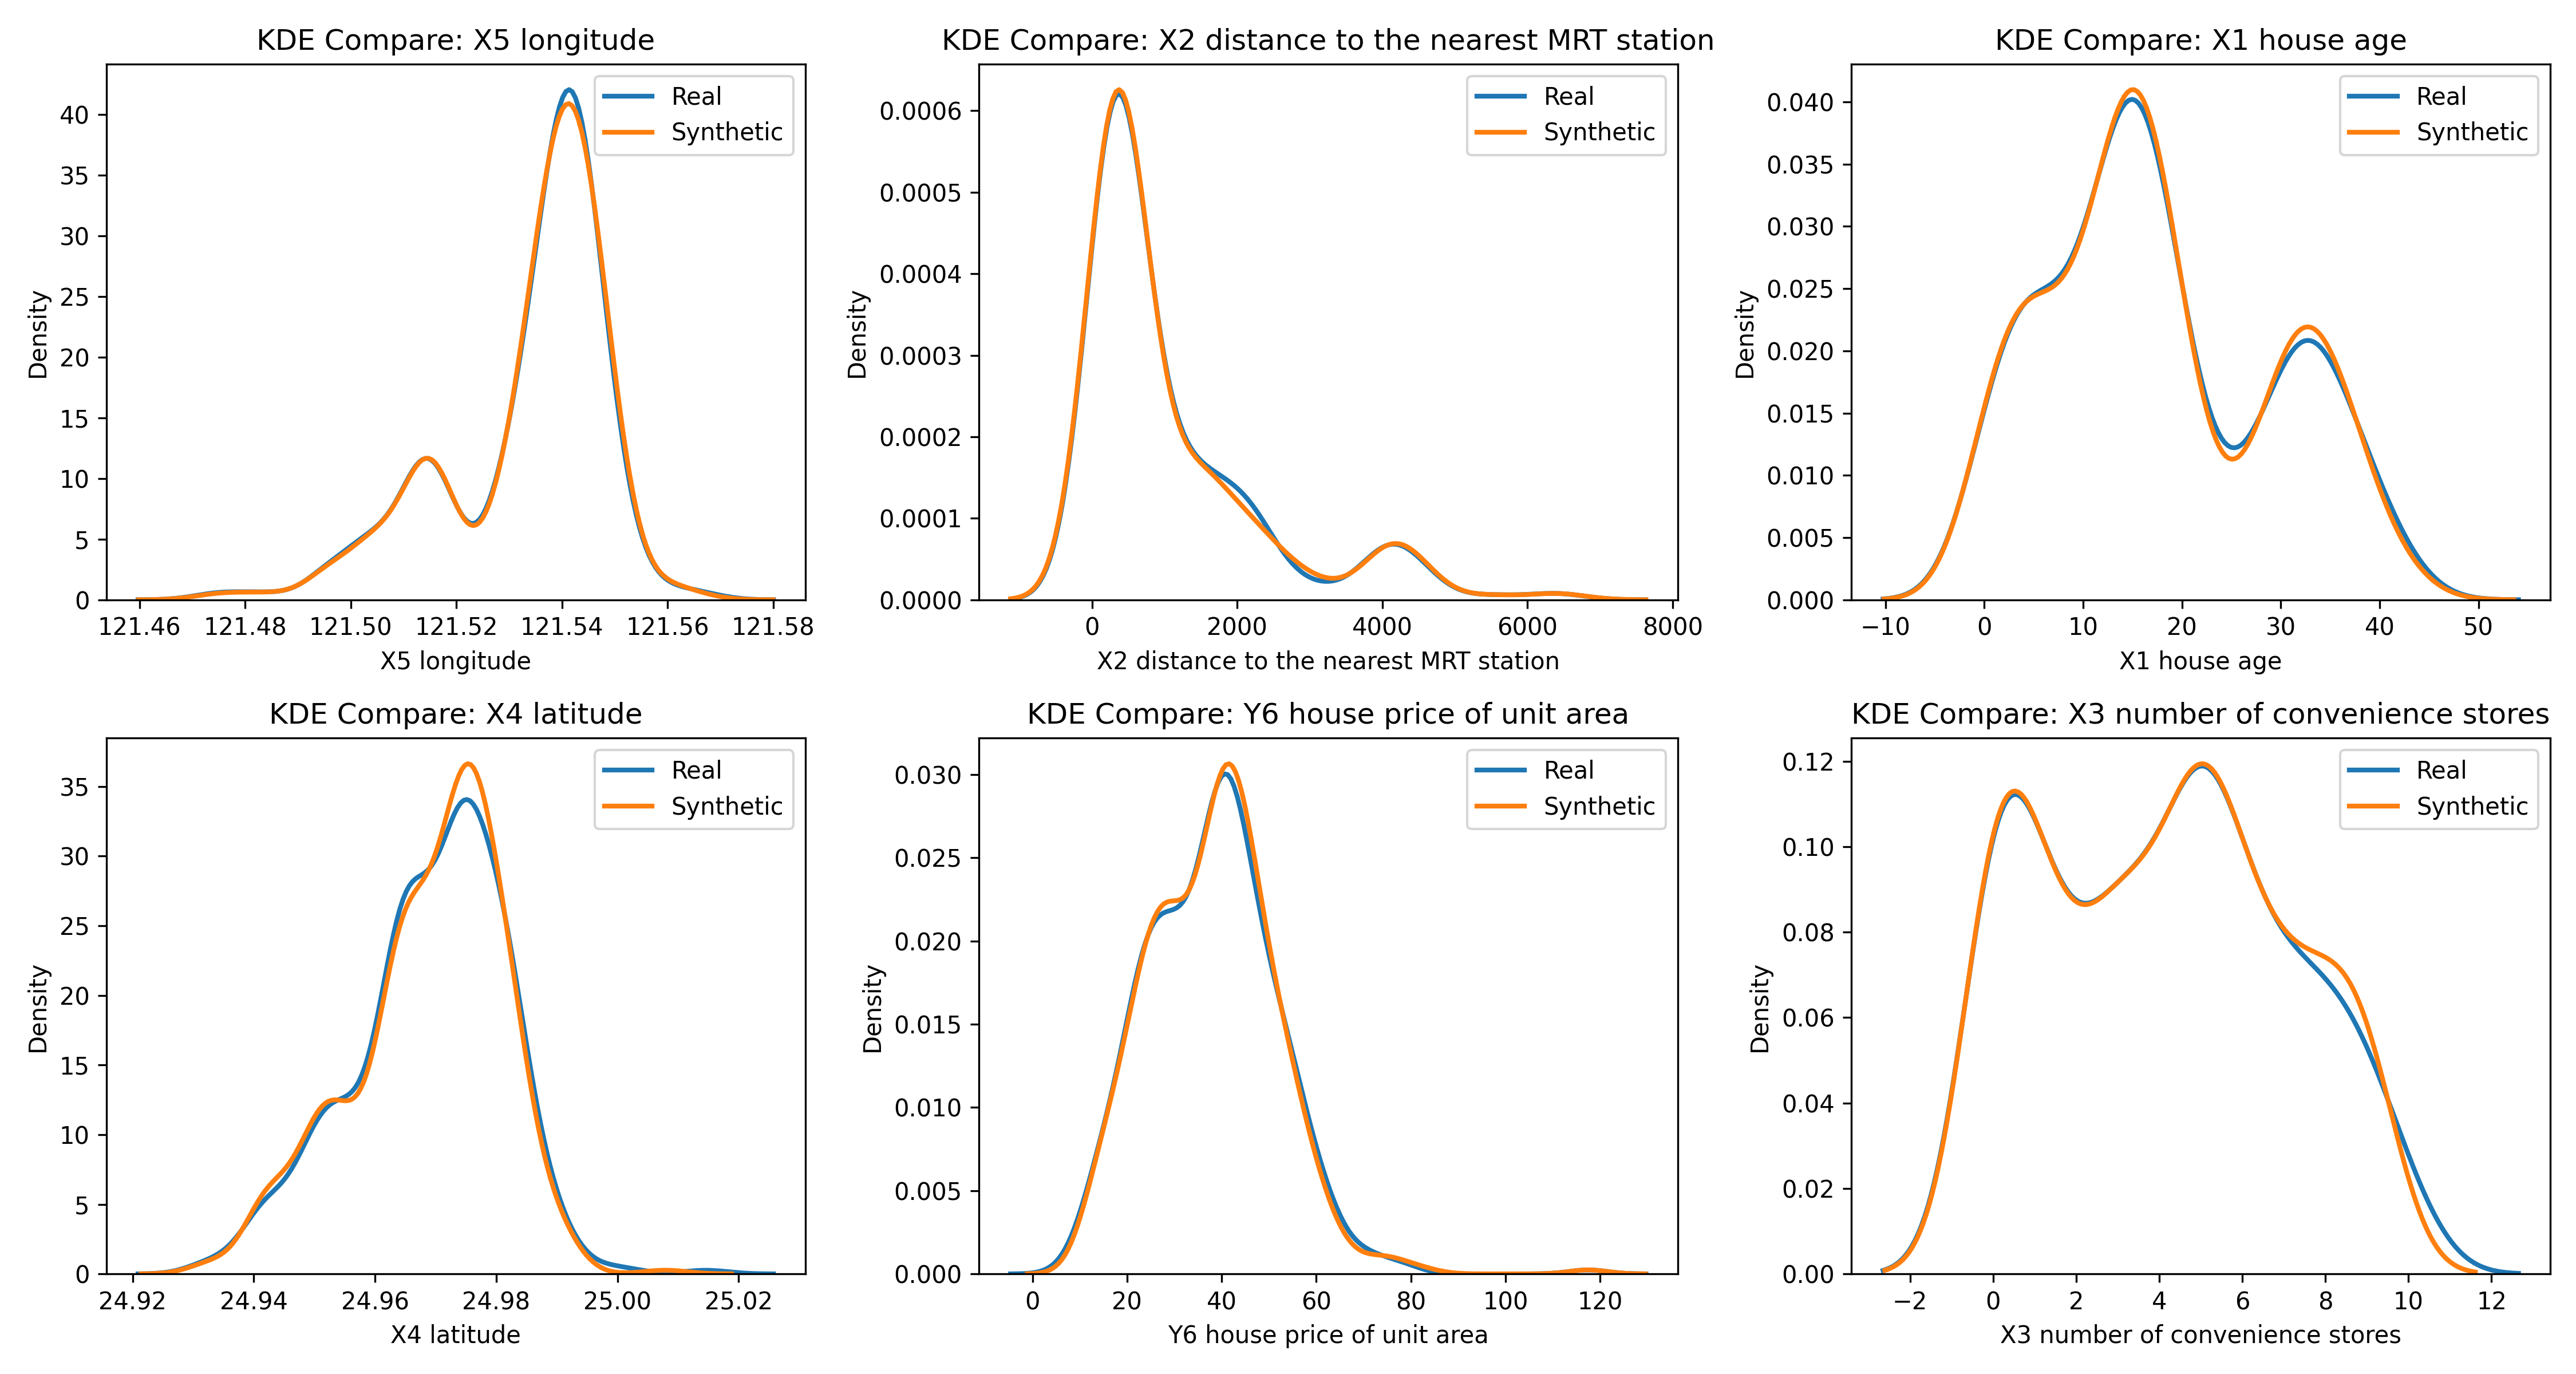 KDE Compare: X5 longitude
Real
Synthetic
Density
40
35
30
25
20
15
10
5
0
121.46 121.48 121.50 121.52 121.54 121.56 121.58
X5 longitude
KDE Compare: X2 distance to the nearest MRT station
Real
Synthetic
Density
0.0006
0.0005
0.0004
0.0003
0.0002
0.0001
0.0000
0 2000 4000 6000 8000
X2 distance to the nearest MRT station
KDE Compare: X1 house age
Real
Synthetic
Density
0.040
0.035
0.030
0.025
0.020
0.015
0.010
0.005
0.000
−10 0 10 20 30 40 50
X1 house age
KDE Compare: X4 latitude
Real
Synthetic
Density
35
30
25
20
15
10
5
0
24.92 24.94 24.96 24.98 25.00 25.02
X4 latitude
KDE Compare: Y6 house price of unit area
Real
Synthetic
Density
0.030
0.025
0.020
0.015
0.010
0.005
0.000
0 20 40 60 80 100 120
Y6 house price of unit area
KDE Compare: X3 number of convenience stores
Real
Synthetic
Density
0.12
0.10
0.08
0.06
0.04
0.02
0.00
−2 0 2 4 6 8 10 12
X3 number of convenience stores